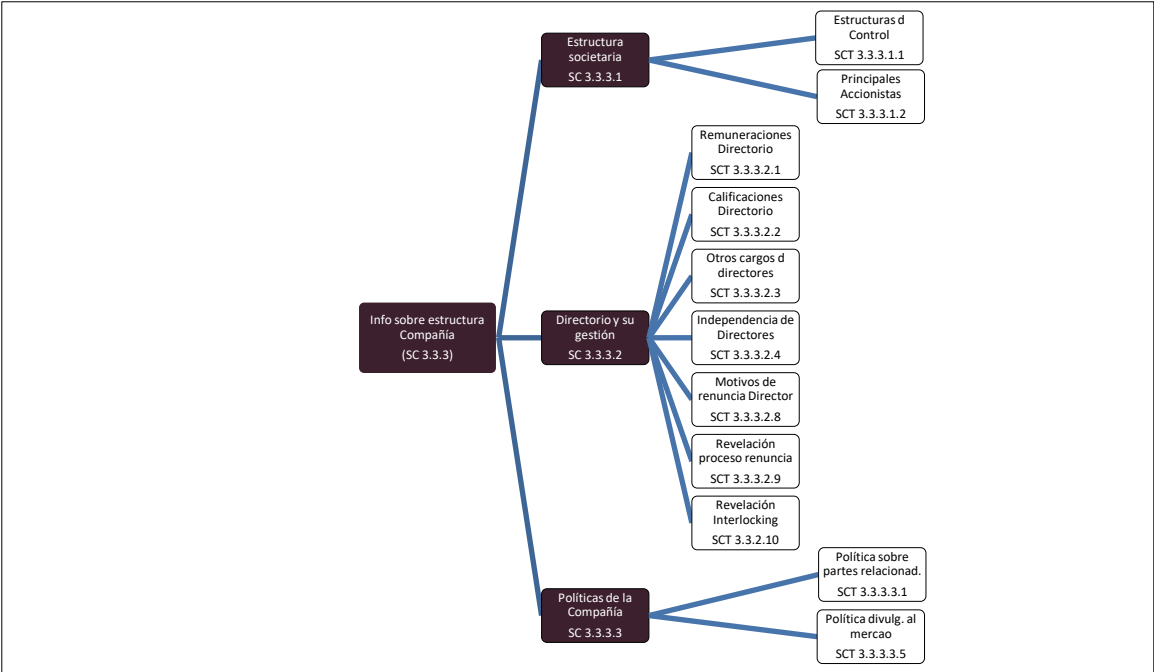 Estructura
societaria
SC 3.3.3.1
Estructuras d
Control
SCT 3.3.3.1.1
Principales
Accionistas
SCT 3.3.3.1.2
Info sobre estructura
Compañía
(SC 3.3.3)
Directorio y su
gestión
SC 3.3.3.2
Remuneraciones
Directorio
SCT 3.3.3.2.1
Calificaciones
Directorio
SCT 3.3.3.2.2
Otros cargos d
directores
SCT 3.3.3.2.3
Independencia de
Directores
SCT 3.3.3.2.4
Motivos de
renuncia Director
SCT 3.3.3.2.8
Revelación
proceso renuncia
SCT 3.3.3.2.9
Revelación
Interlocking
SCT 3.3.2.10
Políticas de la
Compañía
SC 3.3.3.3
Política sobre
partes relacionad.
SCT 3.3.3.3.1
Política divulg. al
mercao
SCT 3.3.3.3.5